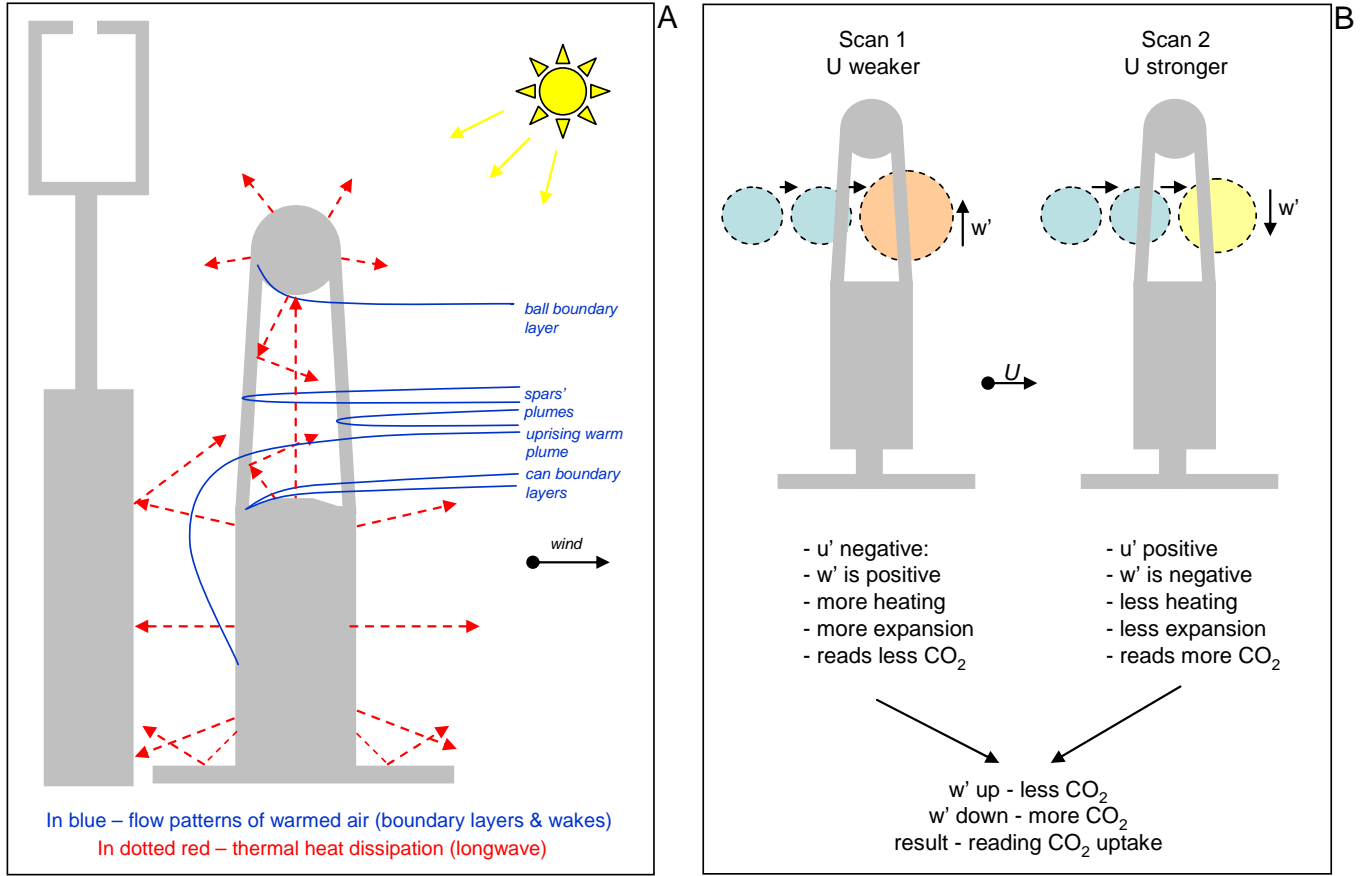 A
ball boundary
layer
spars'
plumes
uprising warm
plume
can boundary
layers
wind
In blue – flow patterns of warmed air (boundary layers & wakes)
In dotted red – thermal heat dissipation (longwave)
B
Scan 1
U weaker
Scan 2
U stronger
w'
w'
U
- u' negative:
- w' is positive
- more heating
- more expansion
- reads less CO₂
- u' positive
- w' is negative
- less heating
- less expansion
- reads more CO₂
w' up - less CO₂
w' down - more CO₂
result - reading CO₂ uptake